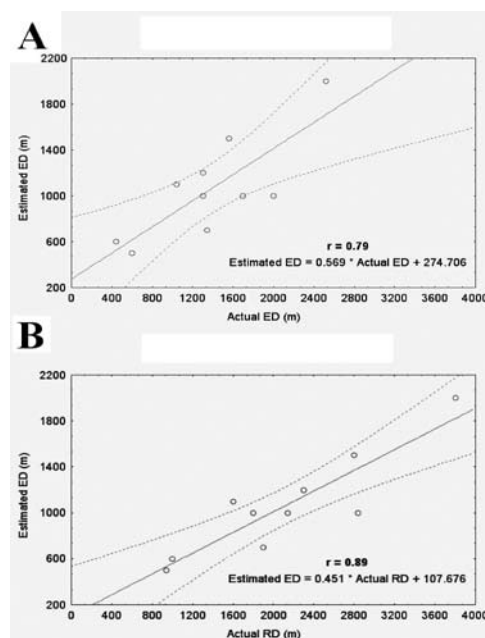 A
2200
1800
1400
1000
600
200
Estimated ED (m)
r = 0.79
Estimated ED = 0.569 * Actual ED + 274.706
0 400 800 1200 1600 2000 2400 2800 3200 3600 4000
Actual ED (m)
B
2200
1800
1400
1000
600
200
Estimated ED (m)
r = 0.89
Estimated ED = 0.451 * Actual RD + 107.676
0 400 800 1200 1600 2000 2400 2800 3200 3600 4000
Actual RD (m)